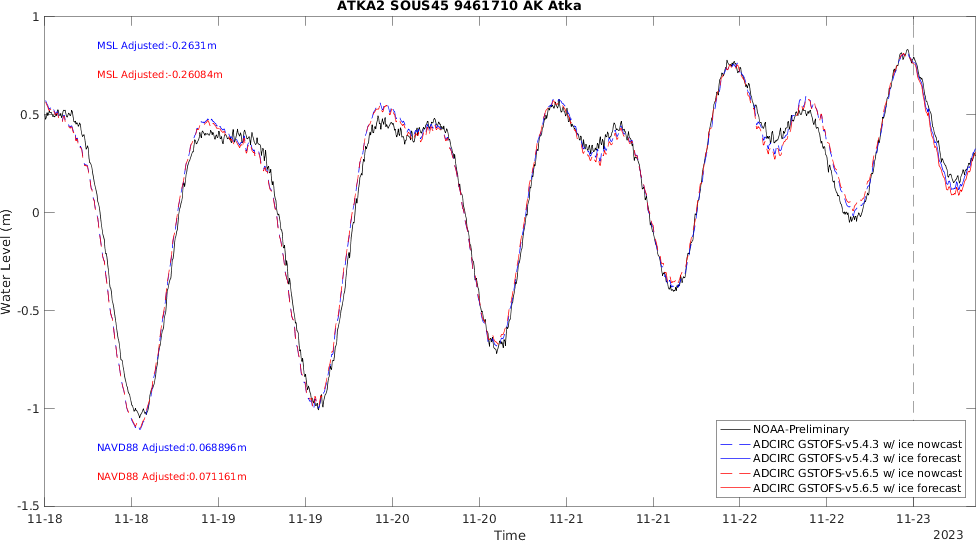 ATKA2 SOUS45 9461710 AK Atka
1
MSL Adjusted:-0.2631m
MSL Adjusted:-0.26084m
0.5
0
Water Level (m)
-0.5
-1
NOAA-Preliminary
ADCIRC GSTOFS-v5.4.3 w/ ice nowcast
NAVD88 Adjusted:0.068896m
ADCIRC GSTOFS-v5.4.3 w/ ice forecast
ADCIRC GSTOFS-v5.6.5 w/ ice nowcast
NAVD88 Adjusted:0.071161m
ADCIRC GSTOFS-v5.6.5 w/ ice forecast
-1.5
11-18 11-18 11-19 11-19 11-20 11-20 11-21 11-21 11-22 11-22 11-23
Time
2023